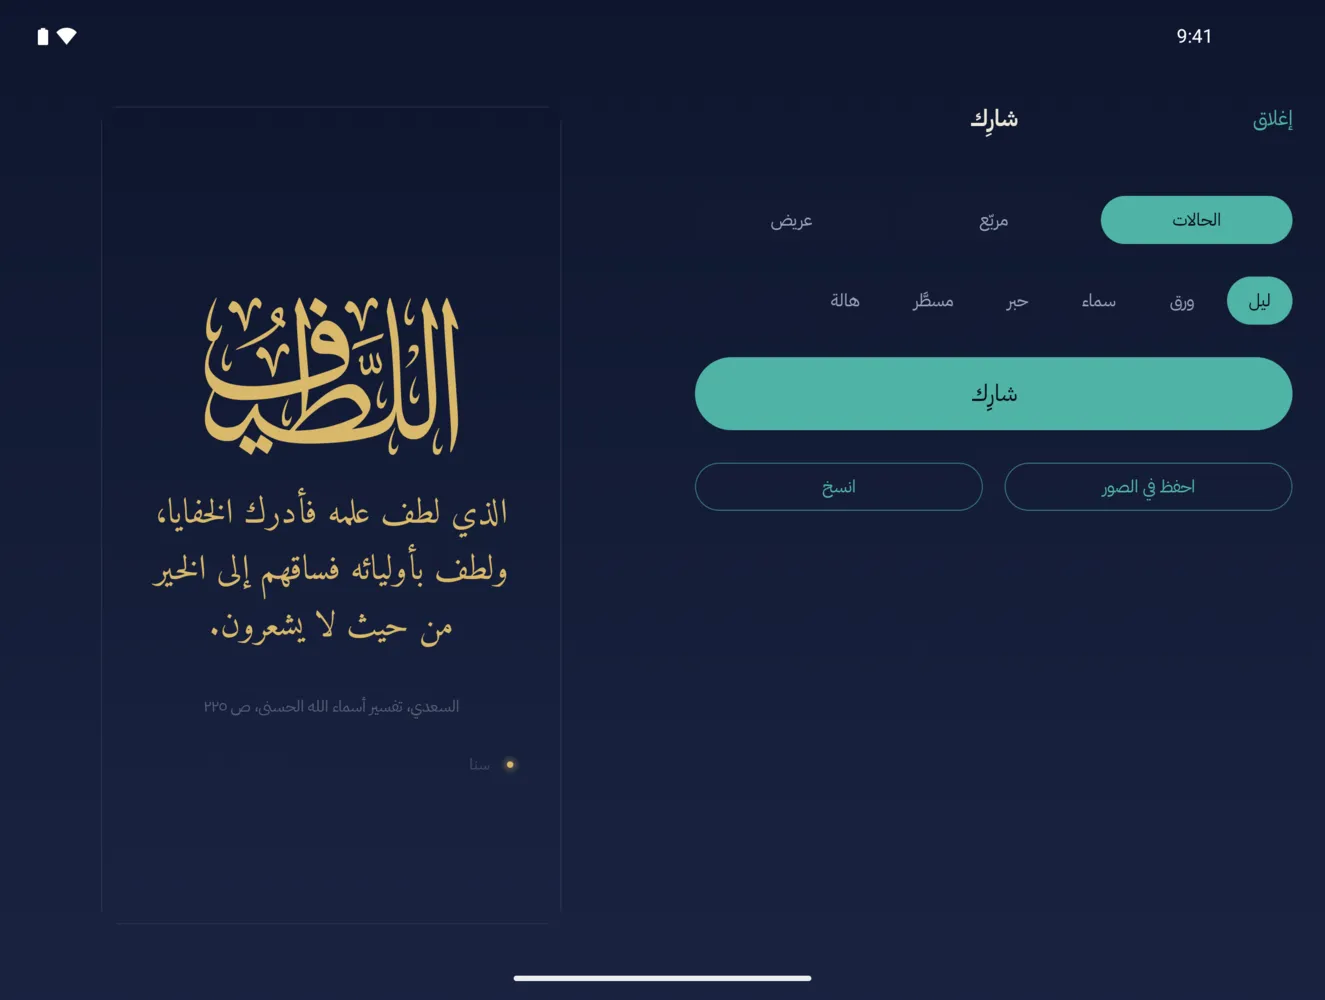 9:41
إغلاق
شارِك
الحالات
مربّع
عريض
ليل
ورق
سماء
حبر
مسطَّر
هالة
شارِك
احفظ في الصور
انسخ
اللَّطِيفُ
الذي لطف علمه فأدرك الخفايا،
ولطف بأوليائه فساقهم إلى الخير
من حيث لا يشعرون.
السعدي، تفسير أسماء الله الحسنى، ص ٢٢٥
سنا